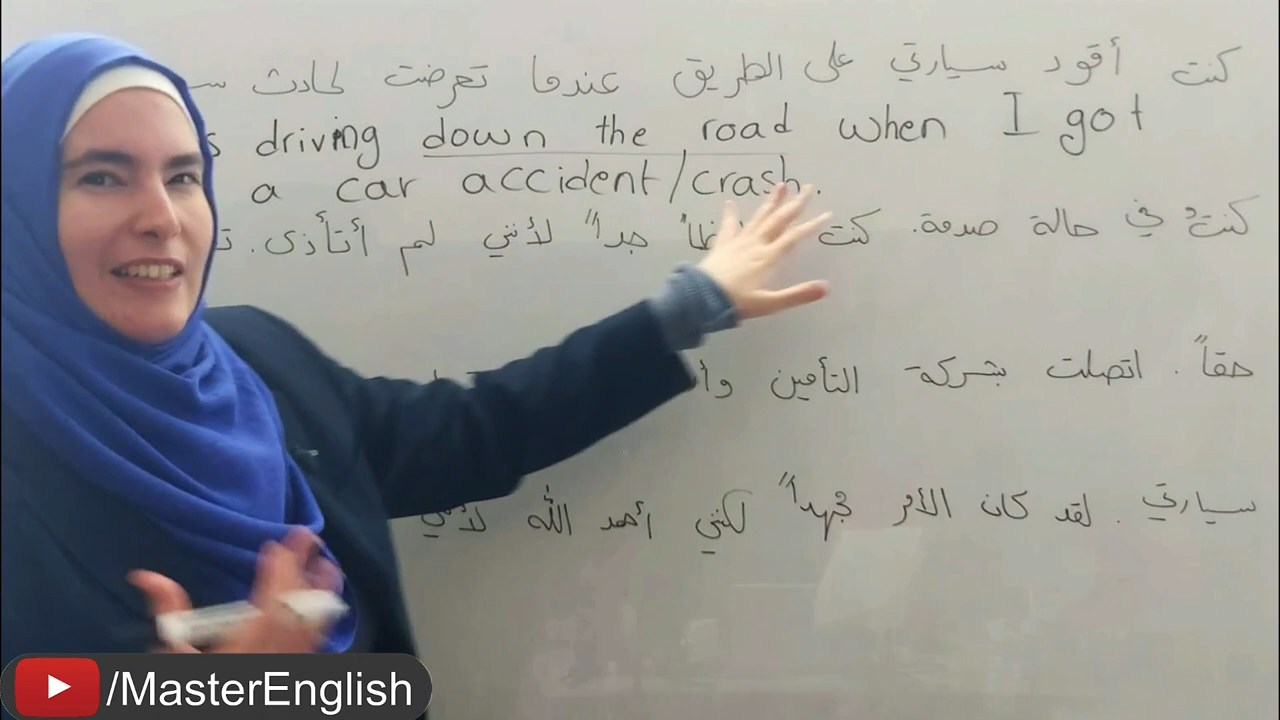 كنت أقود سيارتي على الطريق عندما تعرضت لحادث
driving down the road when I got
a car accident/crash.
كنتُ في حالة صدمة. كنت جداً لأنني لم أتأذى.
حقاً. اتصلت بشركة التأمين
سيارتي. لقد كان الأمر مجهداً لكنني أحمد الله لأنني
/MasterEnglish